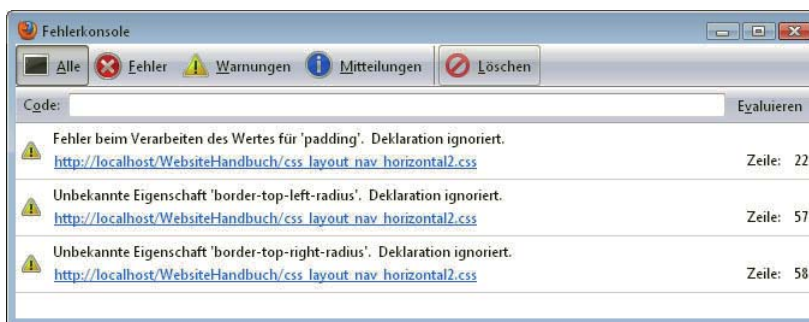 Fehlerkonsole
Alle Fehler Warnungen Mitteilungen Löschen
Code: Evaluieren
Fehler beim Verarbeiten des Wertes für 'padding'. Deklaration ignoriert.
http://localhost/WebsiteHandbuch/css_layout_nav_horizontal2.css Zeile: 22
Unbekannte Eigenschaft 'border-top-left-radius'. Deklaration ignoriert.
http://localhost/WebsiteHandbuch/css_layout_nav_horizontal2.css Zeile: 57
Unbekannte Eigenschaft 'border-top-right-radius'. Deklaration ignoriert.
http://localhost/WebsiteHandbuch/css_layout_nav_horizontal2.css Zeile: 58